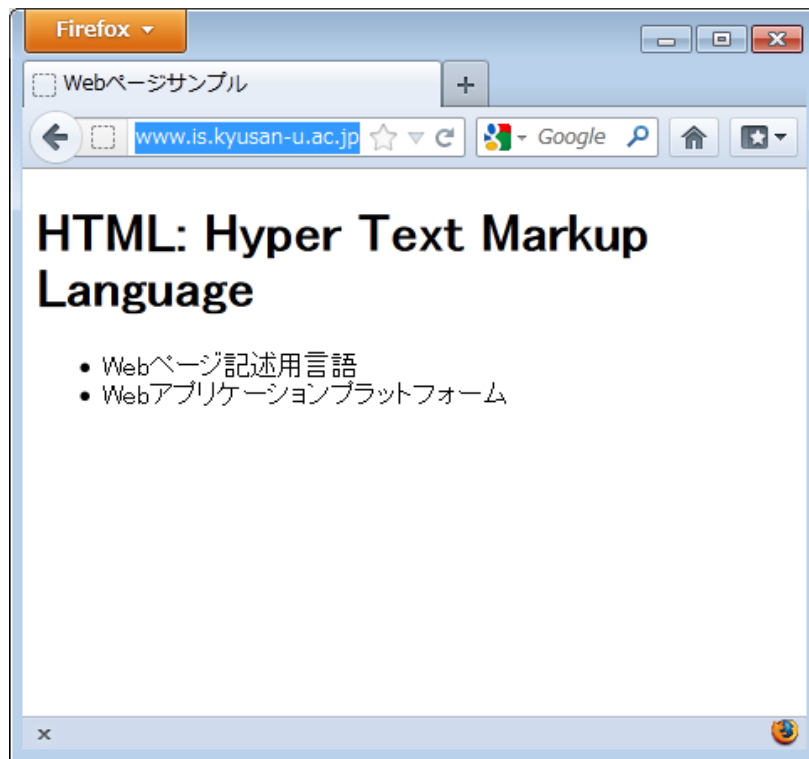 Firefox
Webページサンプル
www.is.kyusan-u.ac.jp Google
HTML: Hyper Text Markup
Language
• Webページ記述用言語
• Webアプリケーションプラットフォーム